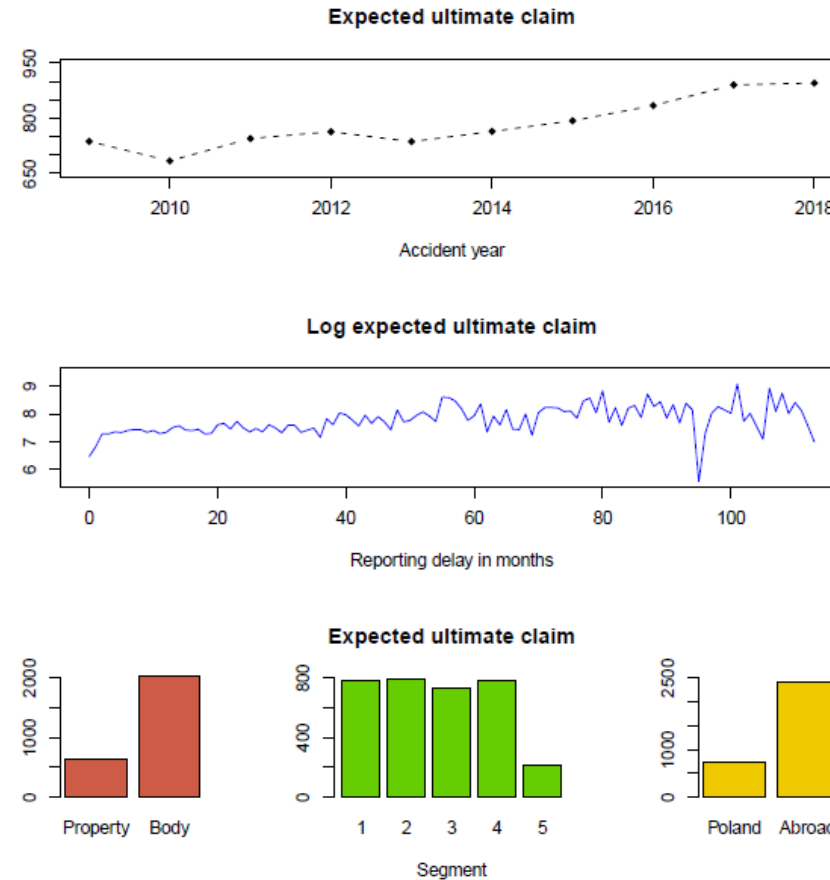 Expected ultimate claim
950
800
650
2010 2012 2014 2016 2018
Accident year
Log expected ultimate claim
9
8
7
6
0 20 40 60 80 100
Reporting delay in months
Expected ultimate claim
2000
1000
0
Property Body
800
400
0
1 2 3 4 5
Segment
2500
1000
0
Poland Abroad